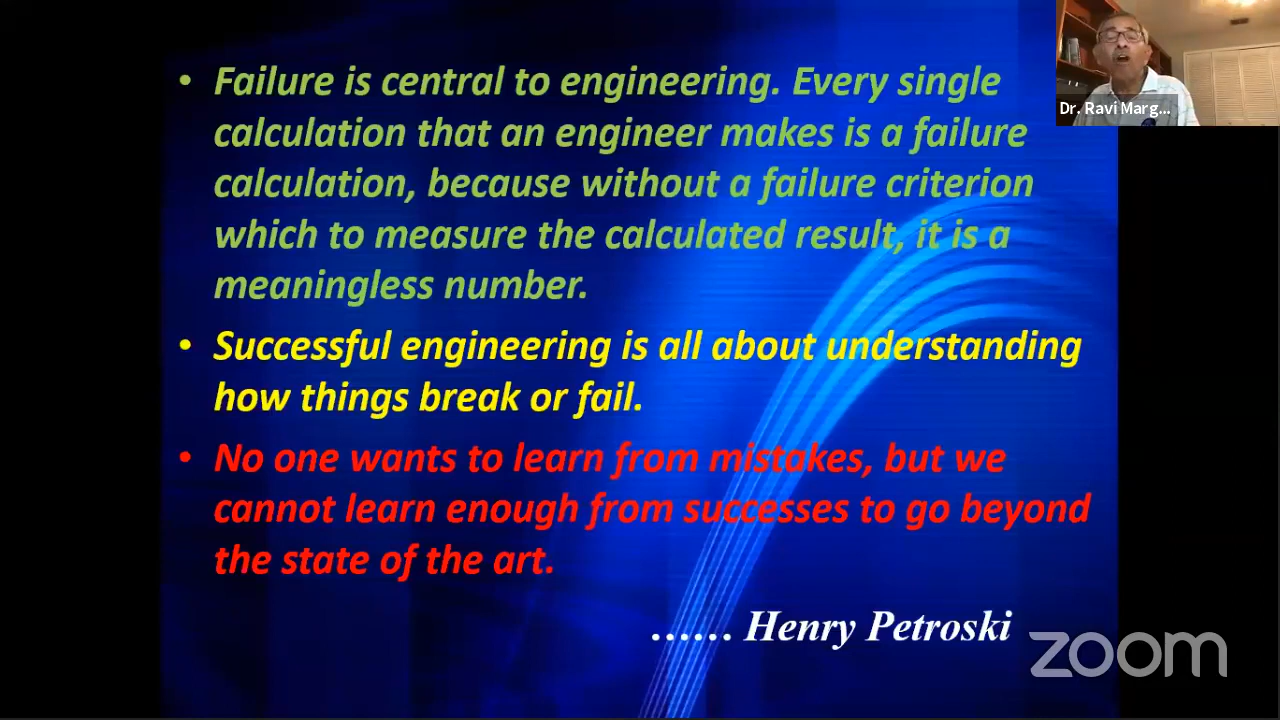 • Failure is central to engineering. Every single
calculation that an engineer makes is a failure
calculation, because without a failure criterion
which to measure the calculated result, it is a
meaningless number.
• Successful engineering is all about understanding
how things break or fail.
• No one wants to learn from mistakes, but we
cannot learn enough from successes to go beyond
the state of the art.
...... Henry Petroski
Dr. Ravi Marg...
zoom